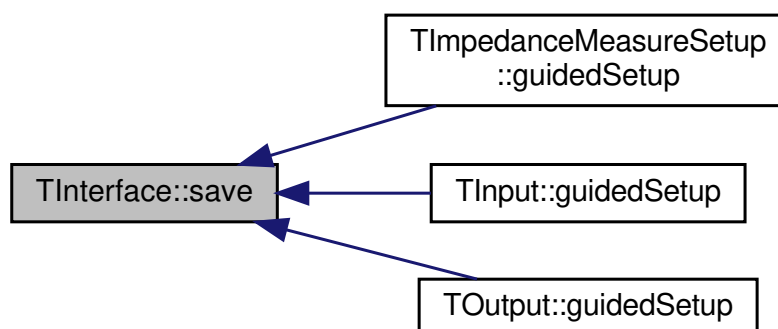 TImpedanceMeasureSetup
::guidedSetup
TInterface::save
TInput::guidedSetup
TOutput::guidedSetup